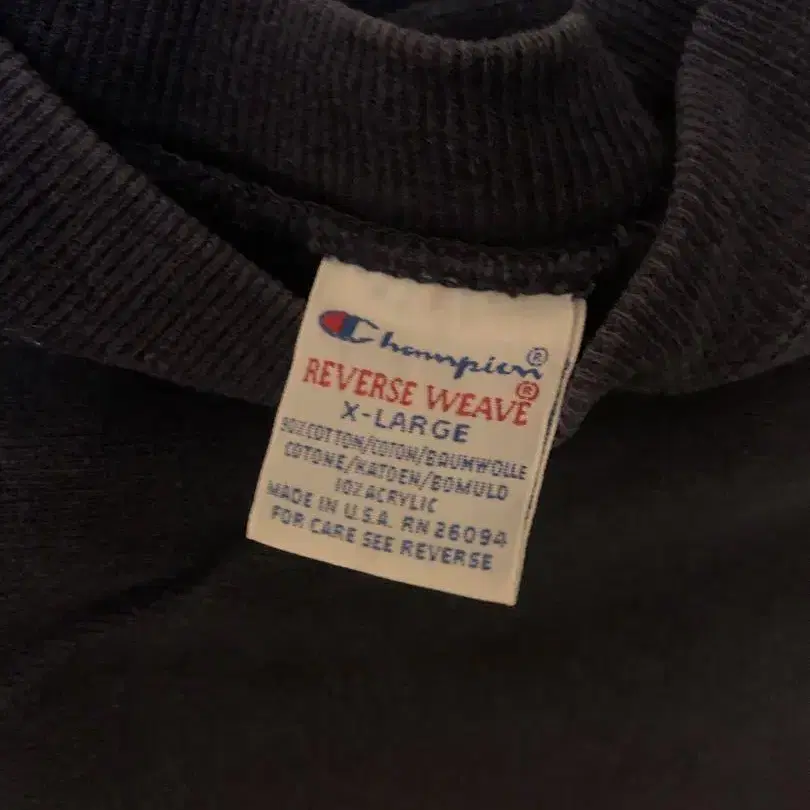 Champion®
REVERSE WEAVE®
X-LARGE
90% COTTON/COTON/BAUMWOLLE
COTONE/KATOEN/BOMULD
10% ACRYLIC
MADE IN U.S.A. RN 26094
FOR CARE SEE REVERSE